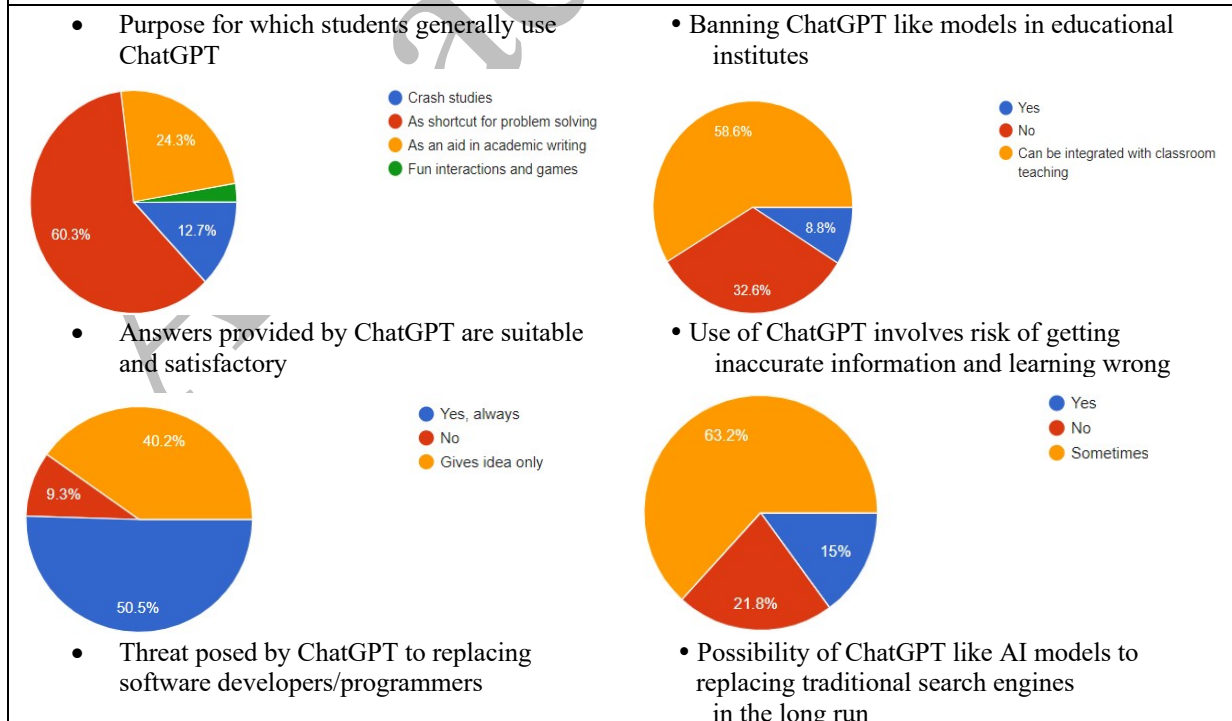 • Purpose for which students generally use
ChatGPT
Crash studies
As shortcut for problem solving
As an aid in academic writing
Fun interactions and games
24.3%
60.3%
12.7%
• Banning ChatGPT like models in educational
institutes
Yes
No
Can be integrated with classroom
teaching
58.6%
8.8%
32.6%
• Answers provided by ChatGPT are suitable
and satisfactory
Yes, always
No
Gives idea only
40.2%
9.3%
50.5%
• Use of ChatGPT involves risk of getting
inaccurate information and learning wrong
Yes
No
Sometimes
63.2%
15%
21.8%
• Threat posed by ChatGPT to replacing
software developers/programmers
• Possibility of ChatGPT like AI models to
replacing traditional search engines
in the long run